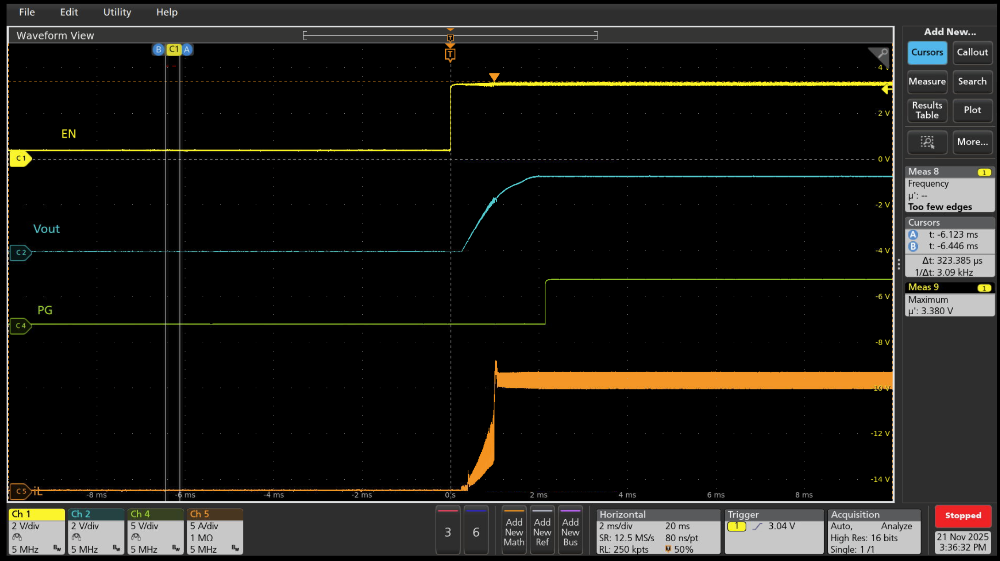 File Edit Utility Help
Waveform View
Add New...
Cursors Callout
Measure Search
Results Table Plot
More...
B C1 A
T
T
4 V
2 V
0 V
-2 V
-4 V
-6 V
-8 V
-10 V
-12 V
-14 V
EN
C 1
Vout
C 2
PG
C 4
C 5 iL
-8 ms -6 ms -4 ms -2 ms 0 s 2 ms 4 ms 6 ms 8 ms
Meas 8 1
Frequency
µ': --
Too few edges
Cursors
A t: -6.123 ms
B t: -6.446 ms
Δt: 323.385 µs
1/Δt: 3.09 kHz
Meas 9 1
Maximum
µ': 3.380 V
Ch 1
2 V/div
5 MHz Bw
Ch 2
2 V/div
5 MHz Bw
Ch 4
5 V/div
5 MHz Bw
Ch 5
5 A/div
1 MΩ
5 MHz Bw
3
6
Add New Math
Add New Ref
Add New Bus
Horizontal
2 ms/div 20 ms
SR: 12.5 MS/s 80 ns/pt
RL: 250 kpts T 50%
Trigger
1 3.04 V
Acquisition
Auto, Analyze
High Res: 16 bits
Single: 1 /1
Stopped
21 Nov 2025
3:36:32 PM